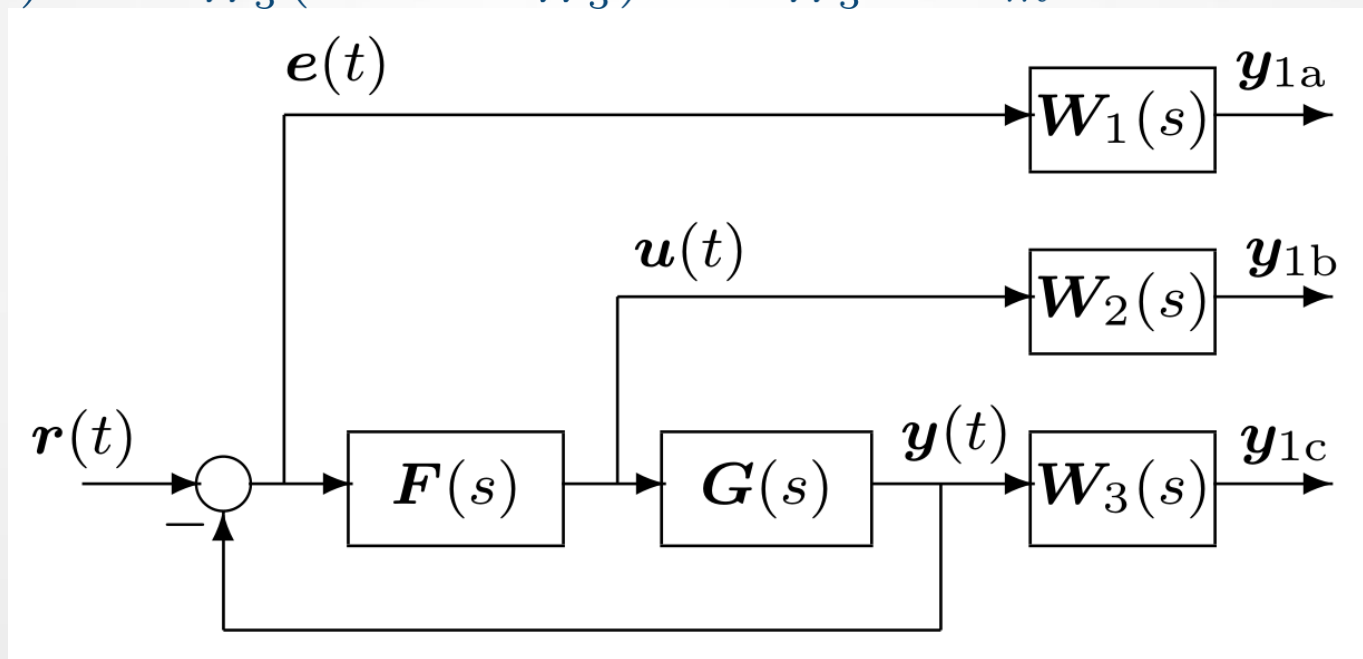 e(t)
y1a
W1(s)
u(t)
y1b
W2(s)
r(t)
F(s)
G(s)
y(t)
W3(s)
y1c
−